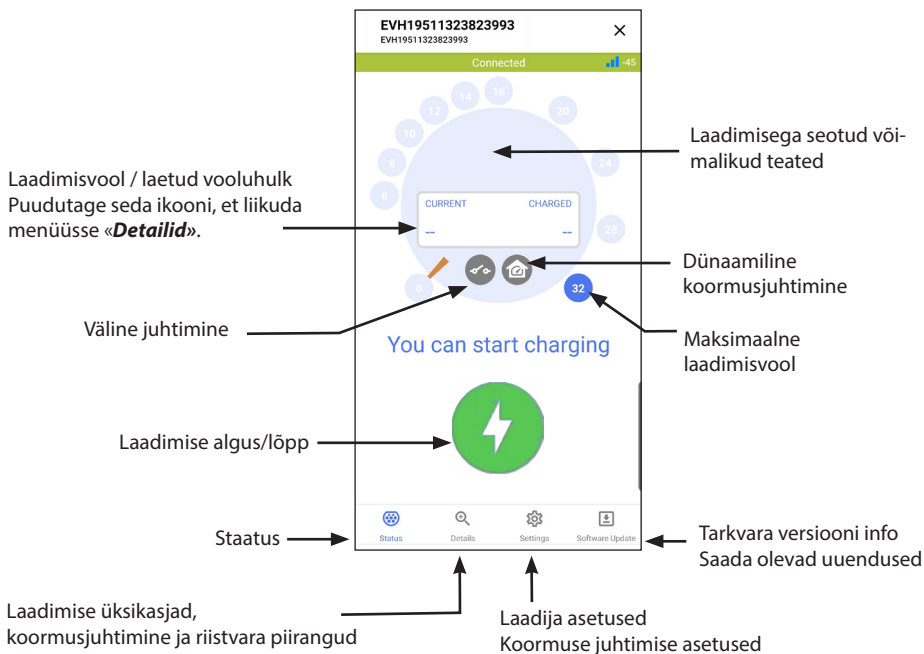 EVH19511323823993
EVH19511323823993
Connected
-45
16
14
20
12
10
8
24
6
28
0
32
CURRENT
CHARGED
--
--
You can start charging
Status
Details
Settings
Software Update
Laadimisega seotud või-
malikud teated
Laadimisvool / laetud vooluhulk
Puudutage seda ikooni, et liikuda
menüüsse «Detailid».
Dünaamiline
koormusjuhtimine
Väline juhtimine
Maksimaalne
laadimisvool
Laadimise algus/lõpp
Staatus
Tarkvara versiooni info
Saada olevad uuendused
Laadimise üksikasjad,
koormusjuhtimine ja riistvara piirangud
Laadija asetused
Koormuse juhtimise asetused